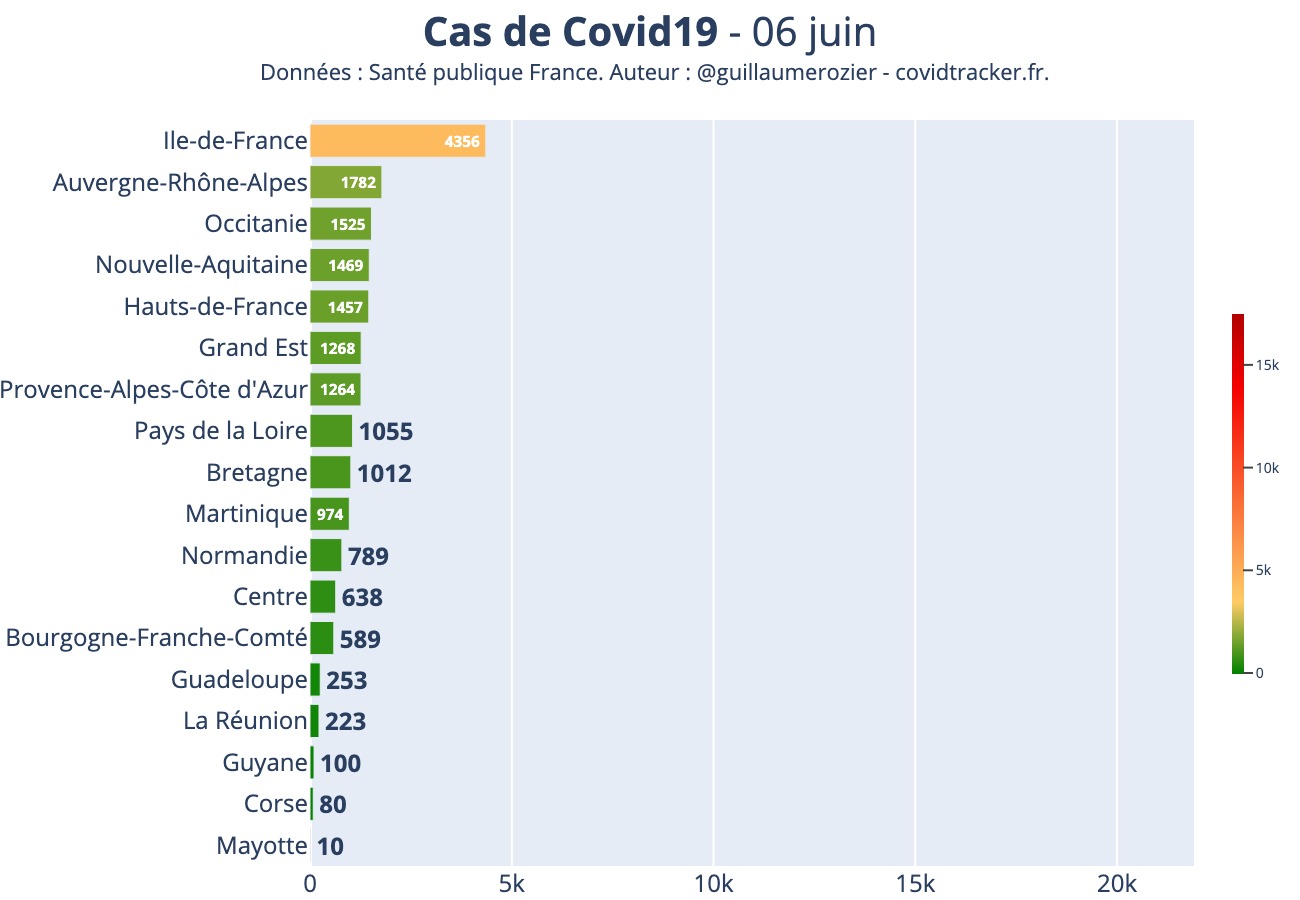 Cas de Covid19 - 06 juin
Données : Santé publique France. Auteur : @guillaumerozier - covidtracker.fr.
Ile-de-France 4356
Auvergne-Rhône-Alpes 1782
Occitanie 1525
Nouvelle-Aquitaine 1469
Hauts-de-France 1457
Grand Est 1268
Provence-Alpes-Côte d'Azur 1264
Pays de la Loire 1055
Bretagne 1012
Martinique 974
Normandie 789
Centre 638
Bourgogne-Franche-Comté 589
Guadeloupe 253
La Réunion 223
Guyane 100
Corse 80
Mayotte 10
0 5k 10k 15k 20k
15k
10k
5k
0